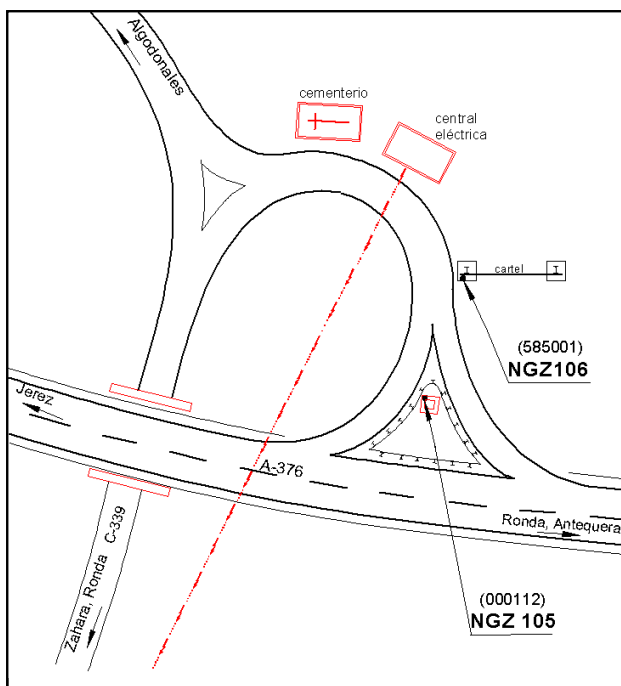 Algodonales
cementerio
central
eléctrica
I
cartel
I
(585001)
NGZ106
Jerez
A-376
Ronda, Antequera
Zahara, Ronda C-339
(000112)
NGZ 105